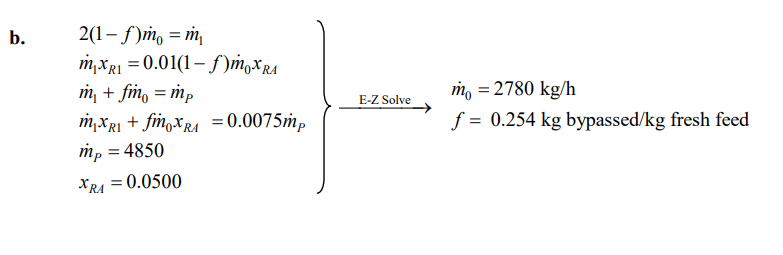 b.
2(1 − f)ṁ₀ = ṁ₁
ṁ₁x_R1 = 0.01(1 − f)ṁ₀x_RA
ṁ₁ + fṁ₀ = ṁ_P
ṁ₁x_R1 + fṁ₀x_RA = 0.0075ṁ_P
ṁ_P = 4850
x_RA = 0.0500
E-Z Solve
ṁ₀ = 2780 kg/h
f = 0.254 kg bypassed/kg fresh feed